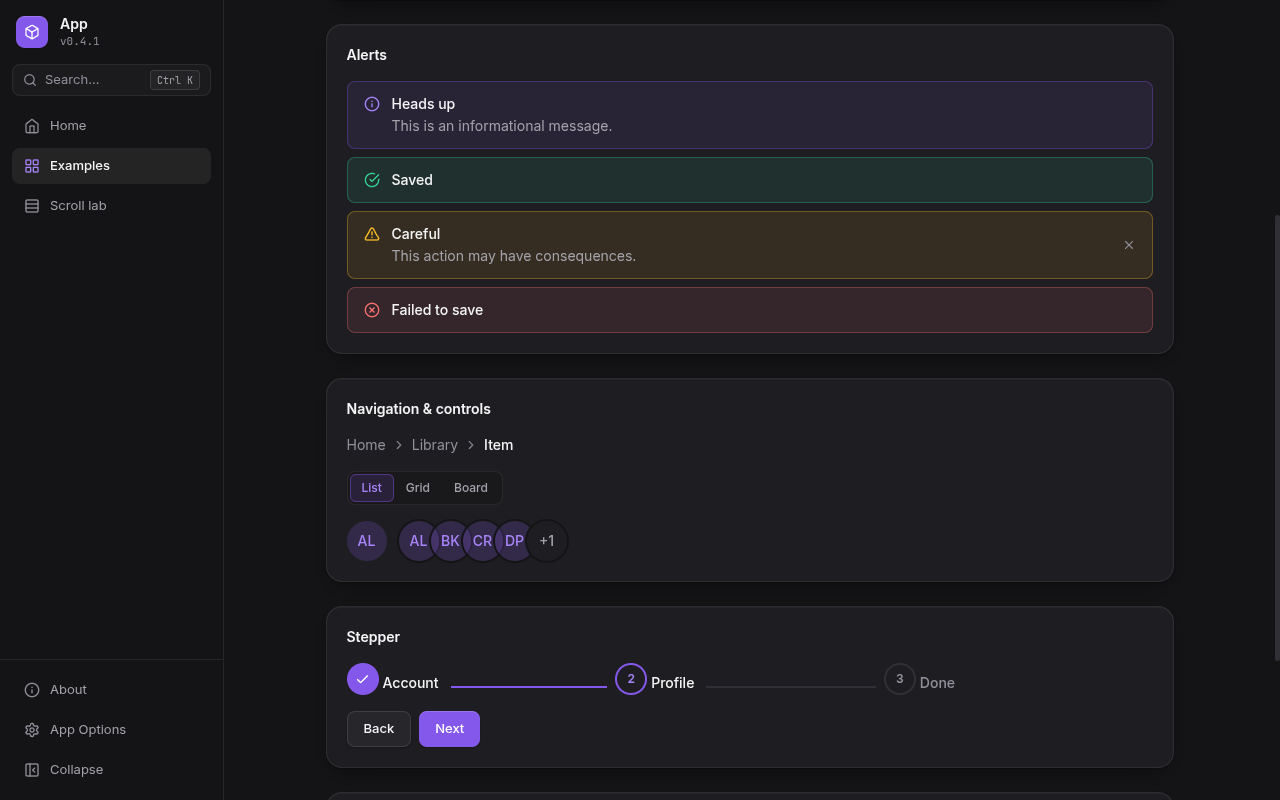 App
v0.4.1
Search...
Ctrl K
Home
Examples
Scroll lab
About
App Options
Collapse
Alerts
Heads up
This is an informational message.
Saved
Careful
This action may have consequences.
Failed to save
Navigation & controls
Home Library Item
List Grid Board
AL AL BK CR DP +1
Stepper
Account 2 Profile 3 Done
Back Next